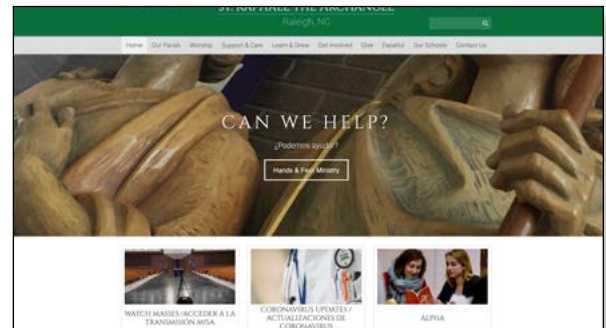 ST. RAPHAEL THE ARCHANGEL
Raleigh, NC
Home Our Parish Worship Support & Care Learn & Grow Get Involved Give Español Our Schools Contact Us
CAN WE HELP?
¿Podemos ayudar?
Hands & Feet Ministry
WATCH MASSES /ACCEDER A LA
TRANSMISIÓN MISA
CORONAVIRUS UPDATES /
ACTUALIZACIONES DE
CORONAVIRUS
ALPHA